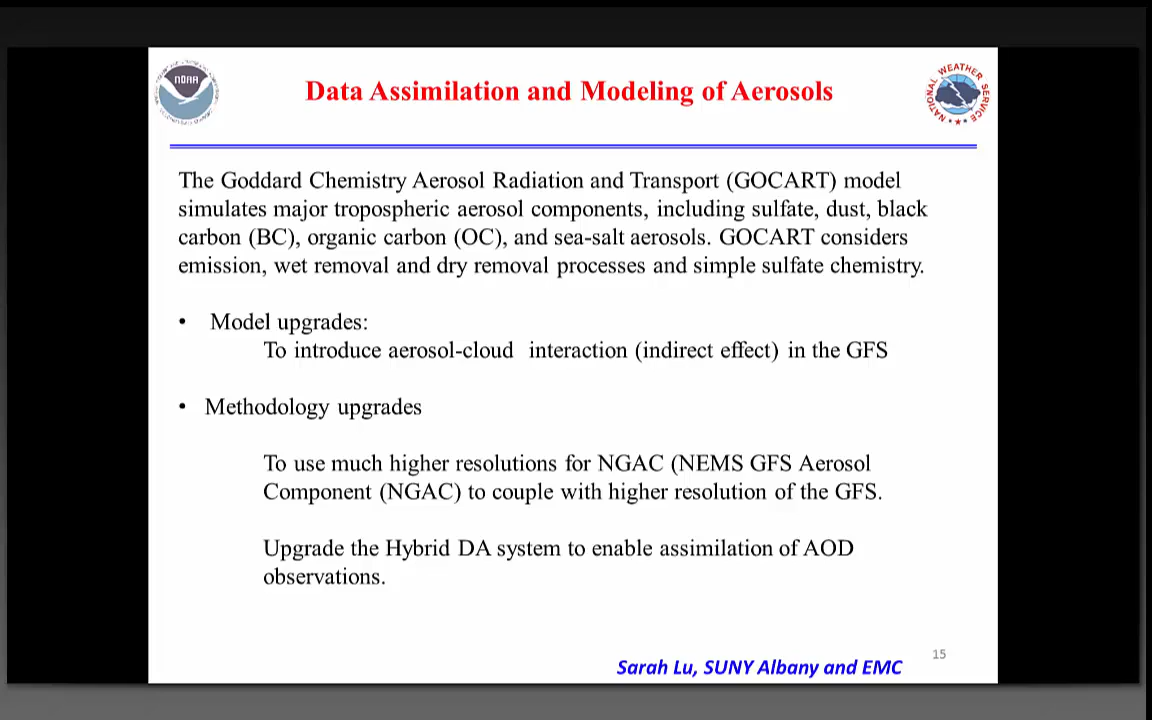 NOAA
NATIONAL WEATHER SERVICE
Data Assimilation and Modeling of Aerosols
The Goddard Chemistry Aerosol Radiation and Transport (GOCART) model
simulates major tropospheric aerosol components, including sulfate, dust, black
carbon (BC), organic carbon (OC), and sea-salt aerosols. GOCART considers
emission, wet removal and dry removal processes and simple sulfate chemistry.
• Model upgrades:
To introduce aerosol-cloud interaction (indirect effect) in the GFS
• Methodology upgrades
To use much higher resolutions for NGAC (NEMS GFS Aerosol
Component (NGAC) to couple with higher resolution of the GFS.
Upgrade the Hybrid DA system to enable assimilation of AOD
observations.
15
Sarah Lu, SUNY Albany and EMC